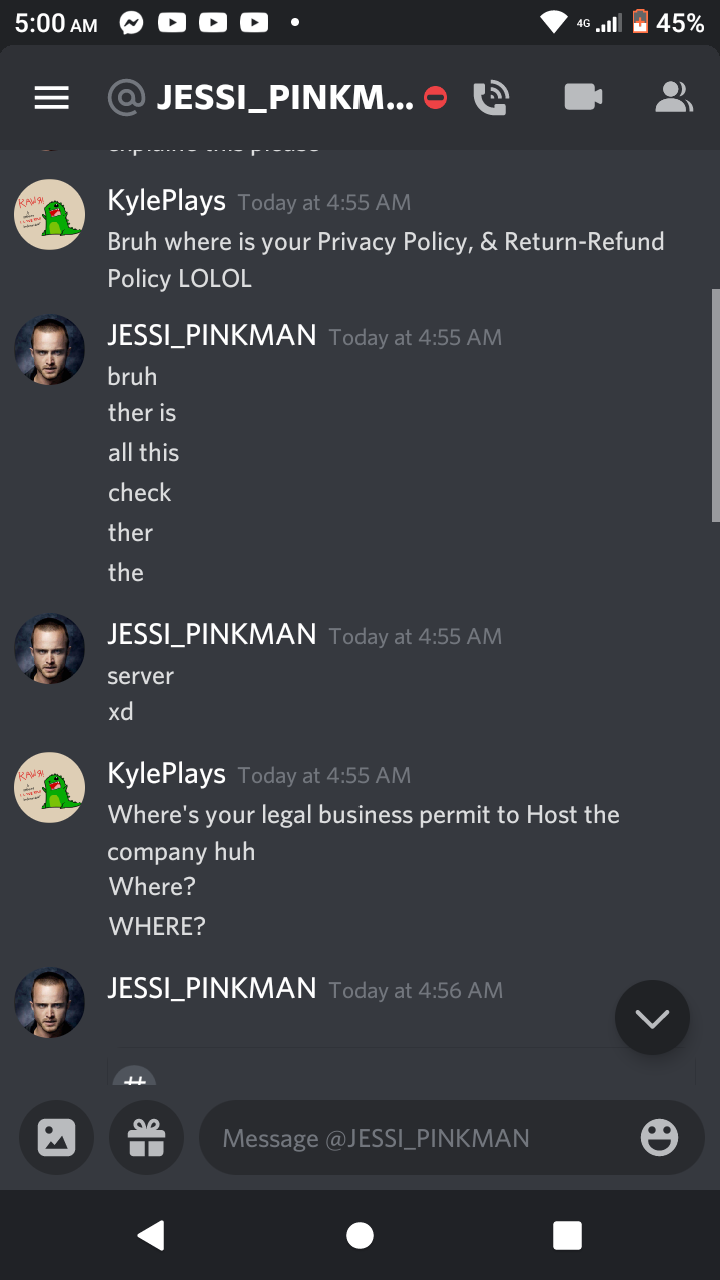 5:00 AM
4G
45%
@ JESSI_PINKM...
explaine this please
KylePlays Today at 4:55 AM
Bruh where is your Privacy Policy, & Return-Refund
Policy LOLOL
JESSI_PINKMAN Today at 4:55 AM
bruh
ther is
all this
check
ther
the
JESSI_PINKMAN Today at 4:55 AM
server
xd
KylePlays Today at 4:55 AM
Where's your legal business permit to Host the
company huh
Where?
WHERE?
JESSI_PINKMAN Today at 4:56 AM
#
Message @JESSI_PINKMAN